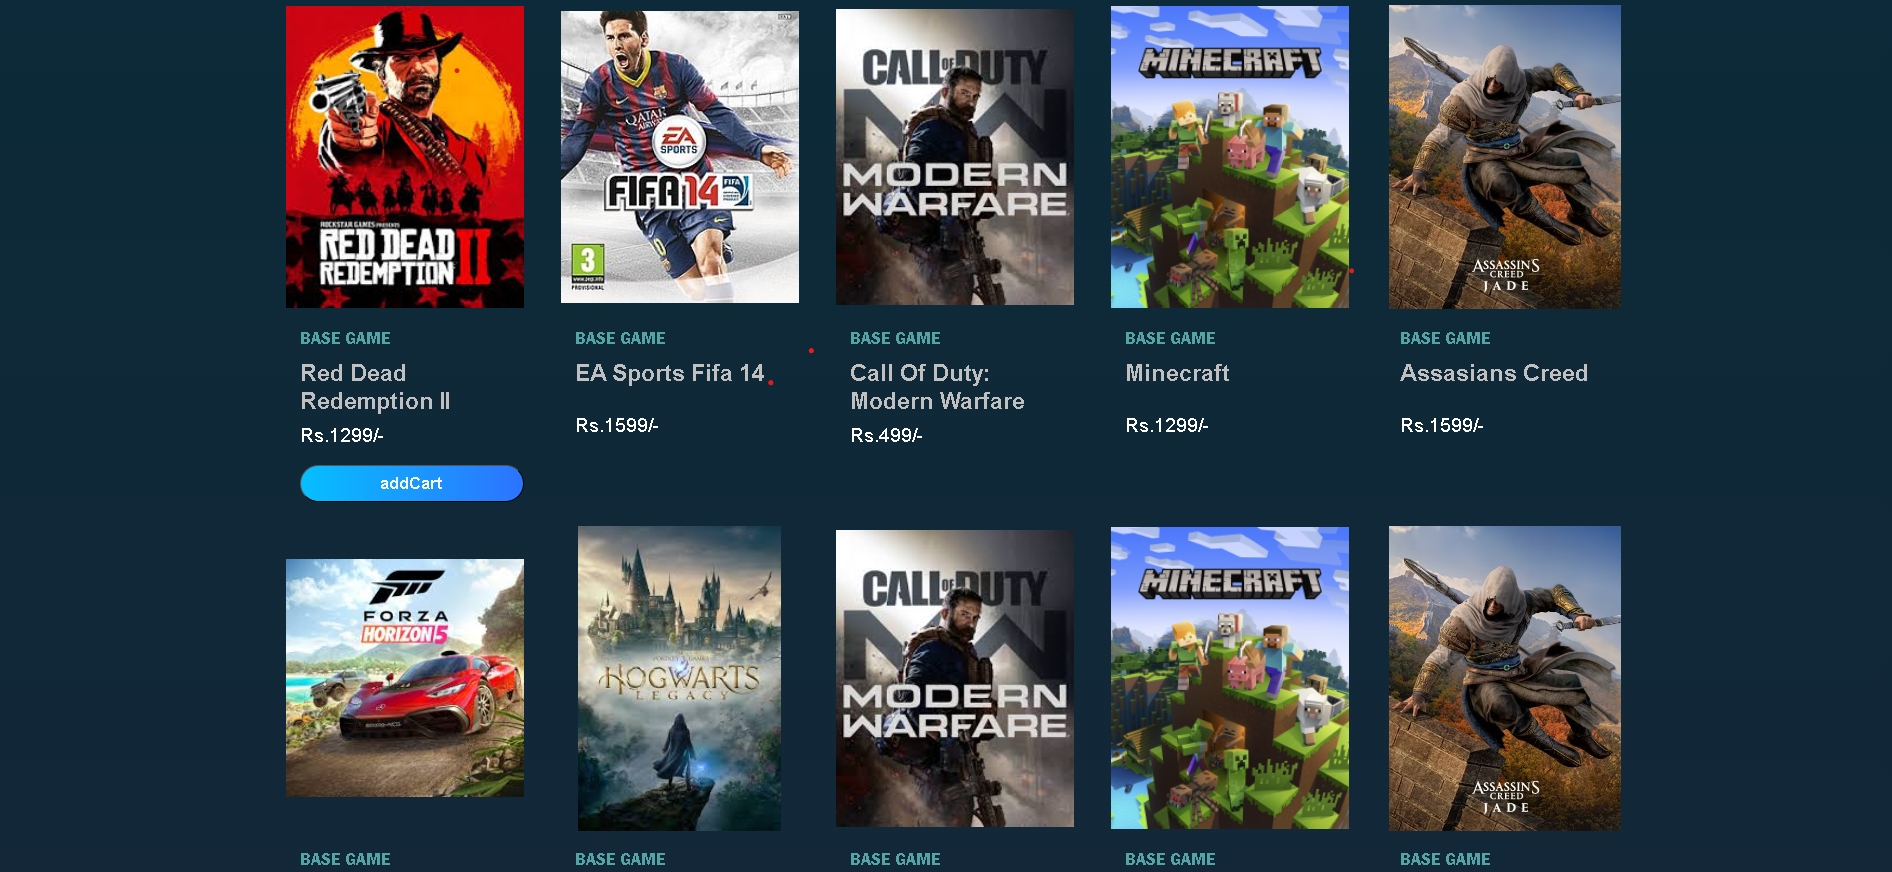 CALL OF DUTY
MINECRAFT
QATAR
AIRWAYS
EA
SPORTS
FIFA 14
FIFA
MODERN
WARFARE
3
www.pegi.info
PROVISIONAL
ROCKSTAR GAMES PRESENTS
RED DEAD
REDEMPTION II
ASSASSIN'S
CREED
JADE
BASE GAME
BASE GAME
BASE GAME
BASE GAME
BASE GAME
Red Dead
Redemption II
EA Sports Fifa 14
Call Of Duty:
Modern Warfare
Minecraft
Assasians Creed
Rs.1299/-
Rs.1599/-
Rs.499/-
Rs.1299/-
Rs.1599/-
addCart
FORZA
HORIZON 5
HOGWARTS
LEGACY
CALL OF DUTY
MODERN
WARFARE
MINECRAFT
ASSASSIN'S
CREED
JADE
BASE GAME
BASE GAME
BASE GAME
BASE GAME
BASE GAME